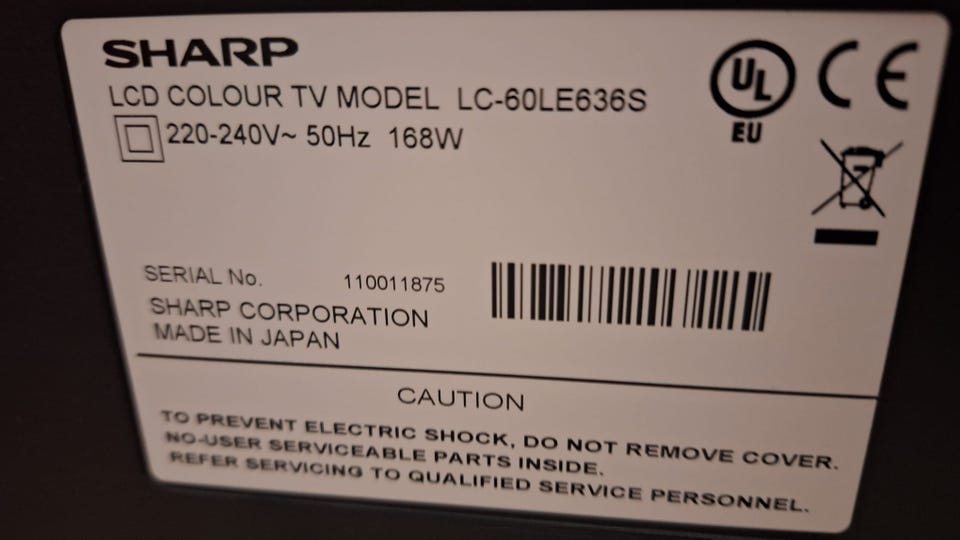 SHARP
LCD COLOUR TV MODEL LC-60LE636S
220-240V~ 50Hz 168W
UL
EU
CE
SERIAL No. 110011875
SHARP CORPORATION
MADE IN JAPAN
CAUTION
TO PREVENT ELECTRIC SHOCK, DO NOT REMOVE COVER.
NO-USER SERVICEABLE PARTS INSIDE.
REFER SERVICING TO QUALIFIED SERVICE PERSONNEL.